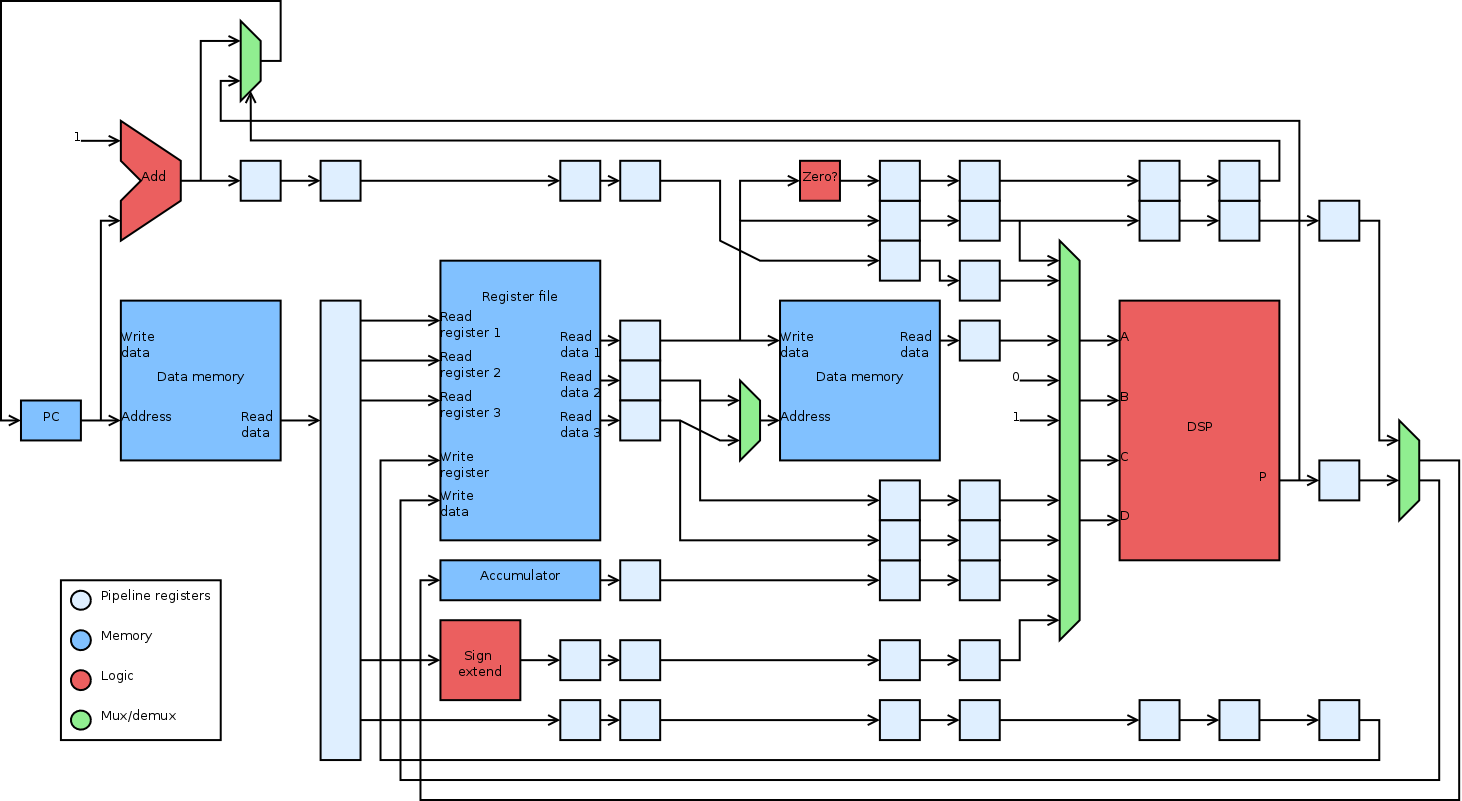 1
Add
Zero?
PC
Write
data
Data memory
Address
Read
data
Register file
Read
register 1
Read
register 2
Read
register 3
Write
register
Write
data
Read
data 1
Read
data 2
Read
data 3
Write
data
Read
data
Data memory
Address
0
1
A
B
C
D
DSP
P
Accumulator
Sign
extend
Pipeline registers
Memory
Logic
Mux/demux